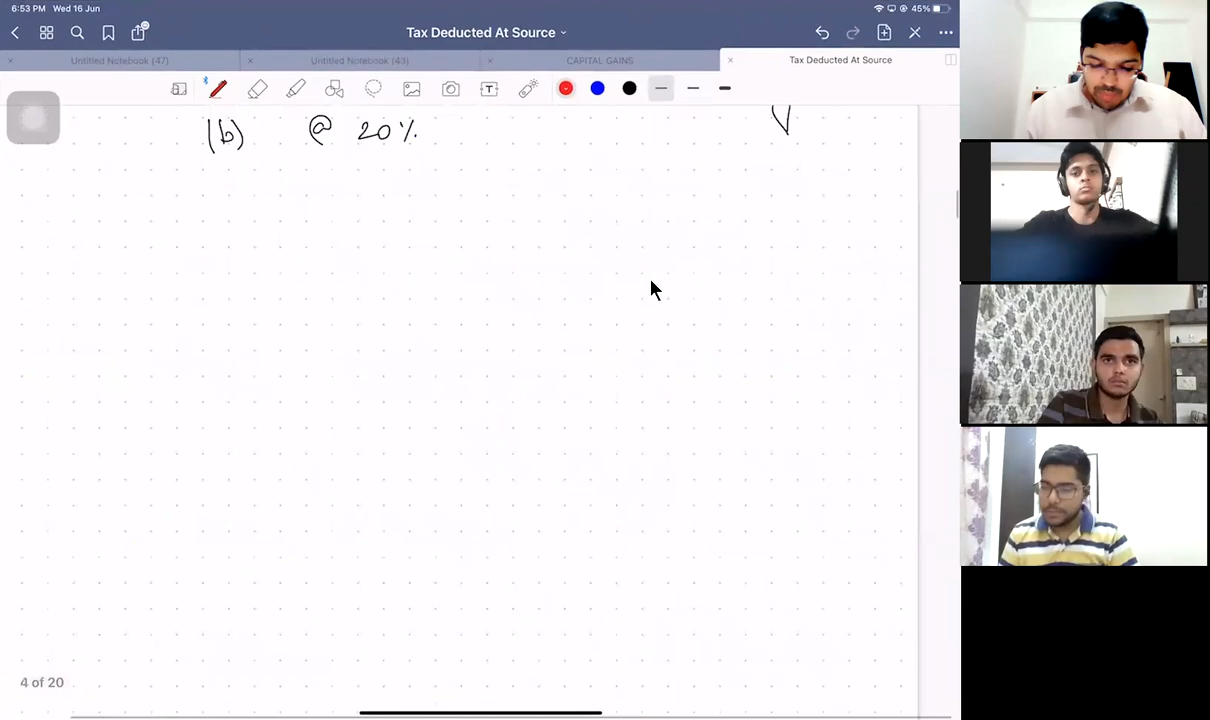 6:53 PM Wed 16 Jun
45%
Tax Deducted At Source
Untitled Notebook (47)
Untitled Notebook (43)
CAPITAL GAINS
Tax Deducted At Source
T
(b) @ 20%.
4 of 20